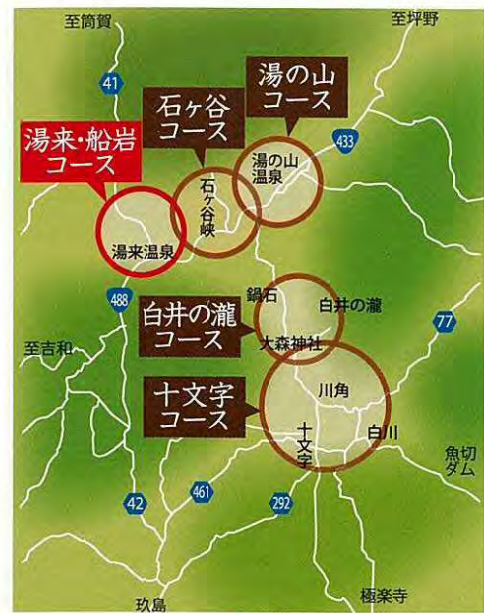 至筒賀
至坪野
41
湯の山
コース
石ヶ谷
コース
433
湯来・船岩
コース
湯の山
温泉
石ヶ谷峡
湯来温泉
488
鍋石
白井の瀧
77
白井の瀧
コース
至吉和
大森神社
川角
十文字
コース
十文字
白川
魚切
ダム
461
42
292
玖島
極楽寺